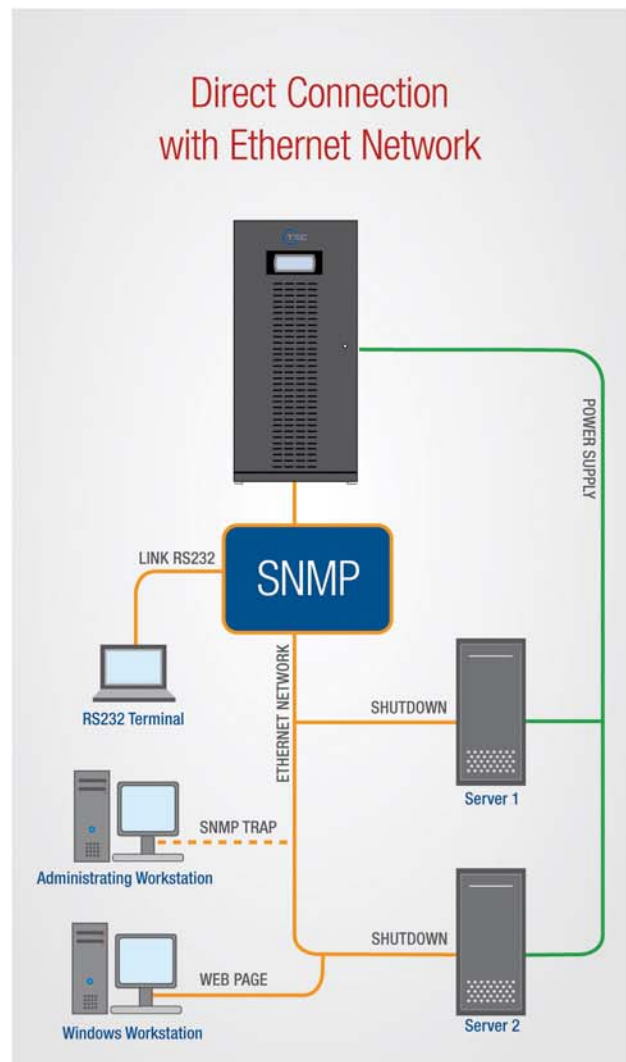 Direct Connection
with Ethernet Network
POWER SUPPLY
LINK RS232
SNMP
RS232 Terminal
ETHERNET NETWORK
SHUTDOWN
Server 1
SNMP TRAP
Administrating Workstation
SHUTDOWN
WEB PAGE
Windows Workstation
Server 2